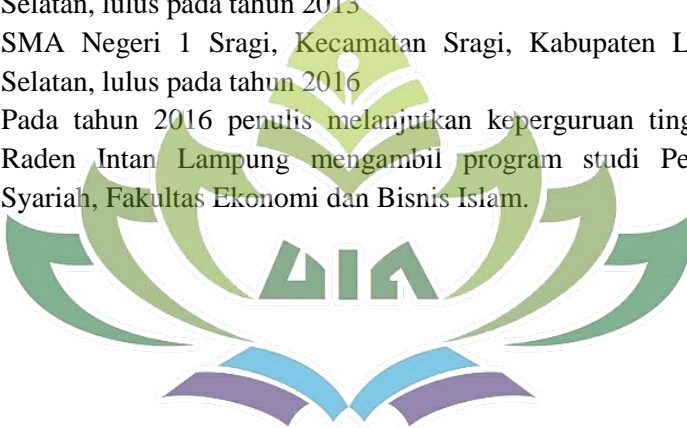 Selatan, lulus pada tahun 2013
SMA Negeri 1 Sragi, Kecamatan Sragi, Kabupaten L
Selatan, lulus pada tahun 2016
Pada tahun 2016 penulis melanjutkan keperguruan ting
Raden Intan Lampung mengambil program studi Pe
Syariah, Fakultas Ekonomi dan Bisnis Islam.
UIN